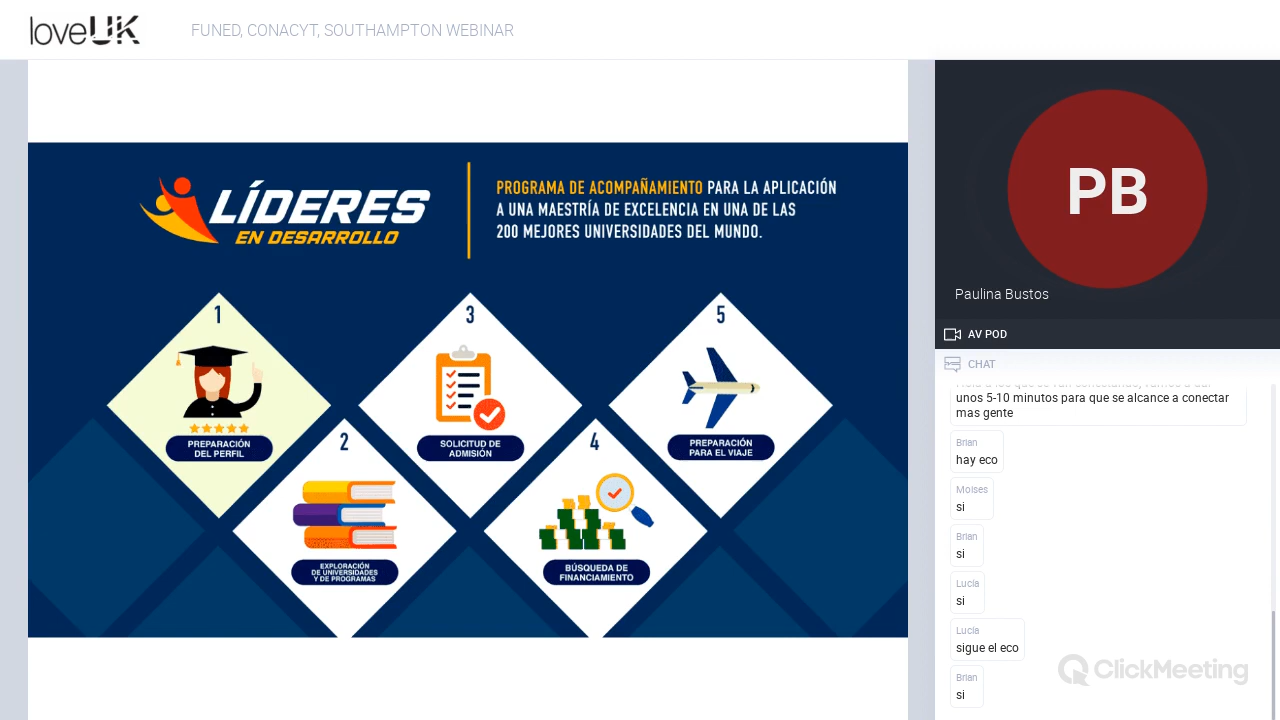 loveUK
FUNED, CONACYT, SOUTHAMPTON WEBINAR
LÍDERES
EN DESARROLLO
PROGRAMA DE ACOMPAÑAMIENTO PARA LA APLICACIÓN
A UNA MAESTRÍA DE EXCELENCIA EN UNA DE LAS
200 MEJORES UNIVERSIDADES DEL MUNDO.
1
PREPARACIÓN
DEL PERFIL
2
EXPLORACIÓN
DE UNIVERSIDADES
Y DE PROGRAMAS
3
SOLICITUD DE
ADMISIÓN
4
BÚSQUEDA DE
FINANCIAMIENTO
5
PREPARACIÓN
PARA EL VIAJE
PB
Paulina Bustos
AV POD
CHAT
unos 5-10 minutos para que se alcance a conectar
mas gente
Brian
hay eco
Moises
si
Brian
si
Lucía
si
Lucía
sigue el eco
Brian
si
ClickMeeting